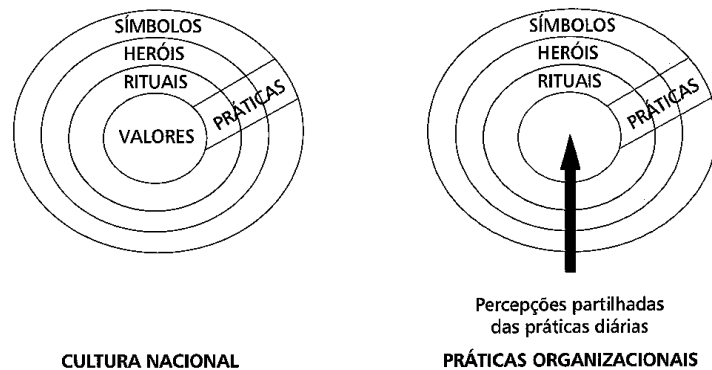 SÍMBOLOS
HERÓIS
RITUAIS
VALORES
PRÁTICAS
CULTURA NACIONAL
SÍMBOLOS
HERÓIS
RITUAIS
PRÁTICAS
Percepções partilhadas
das práticas diárias
PRÁTICAS ORGANIZACIONAIS